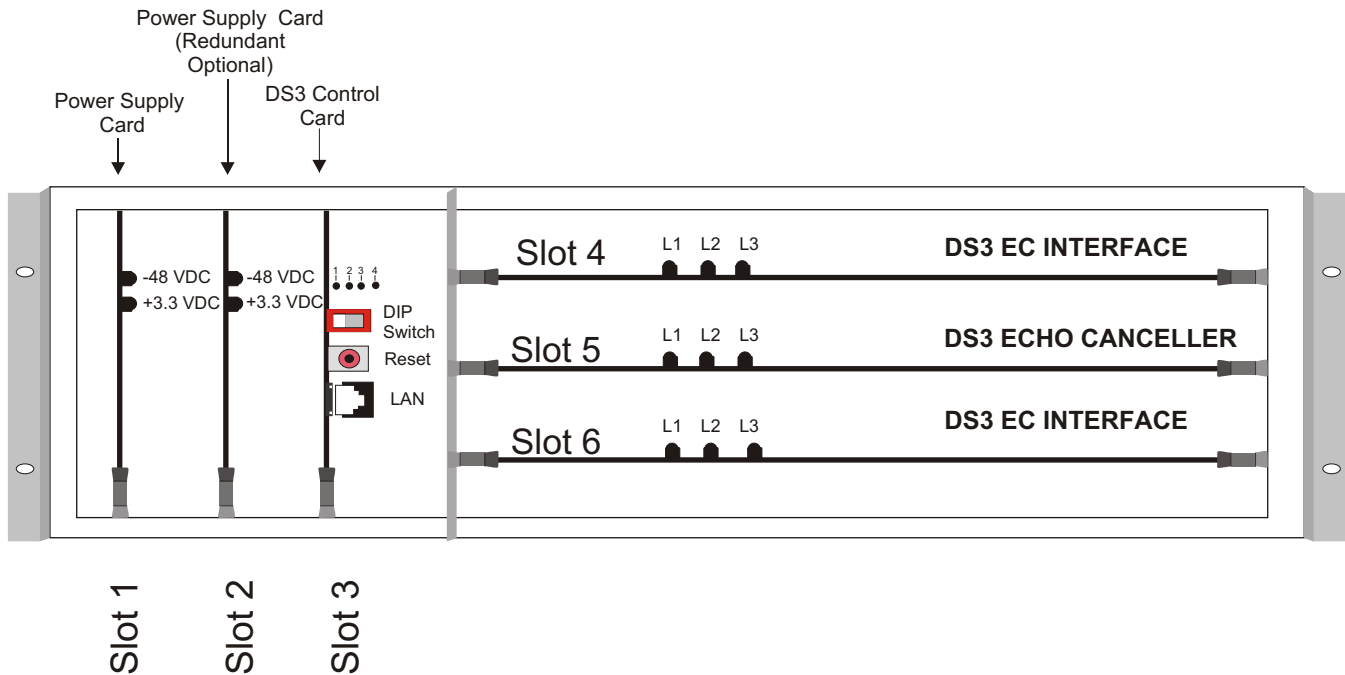 Power Supply Card
(Redundant
Optional)
Power Supply
Card
DS3 Control
Card
-48 VDC
+3.3 VDC
-48 VDC
+3.3 VDC
1 2 3 4
DIP
Switch
Reset
LAN
Slot 4
L1 L2 L3
DS3 EC INTERFACE
Slot 5
L1 L2 L3
DS3 ECHO CANCELLER
Slot 6
L1 L2 L3
DS3 EC INTERFACE
Slot 1
Slot 2
Slot 3